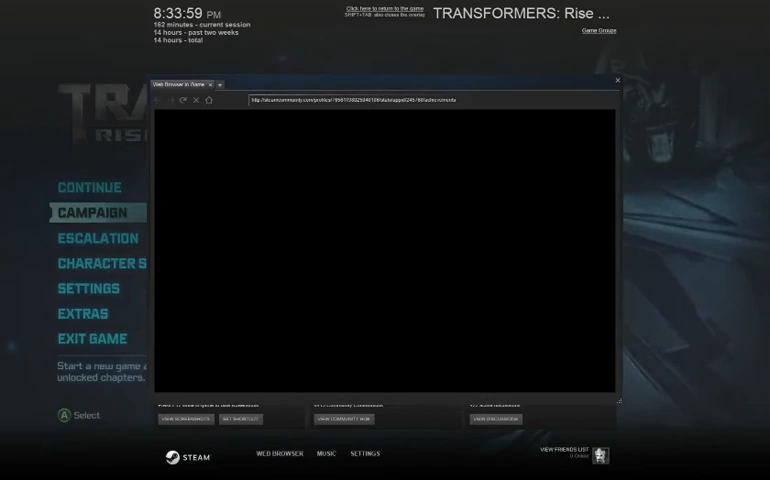 8:33:59 PM
162 minutes - current session
14 hours - past two weeks
14 hours - total
Click here to return to the game
SHIFT+TAB also closes the overlay
TRANSFORMERS: Rise ...
Game Groups
Web Browser In Game
TRA
RIS
CONTINUE
CAMPAIGN
ESCALATION
CHARACTER S
SETTINGS
EXTRAS
EXIT GAME
Start a new game a
unlocked chapters.
A Select
VIEW SCREENSHOTS
VIEW COMMUNITY HUB
VIEW DISCUSSIONS
STEAM
WEB BROWSER
MUSIC
SETTINGS
VIEW FRIENDS LIST
0 Online